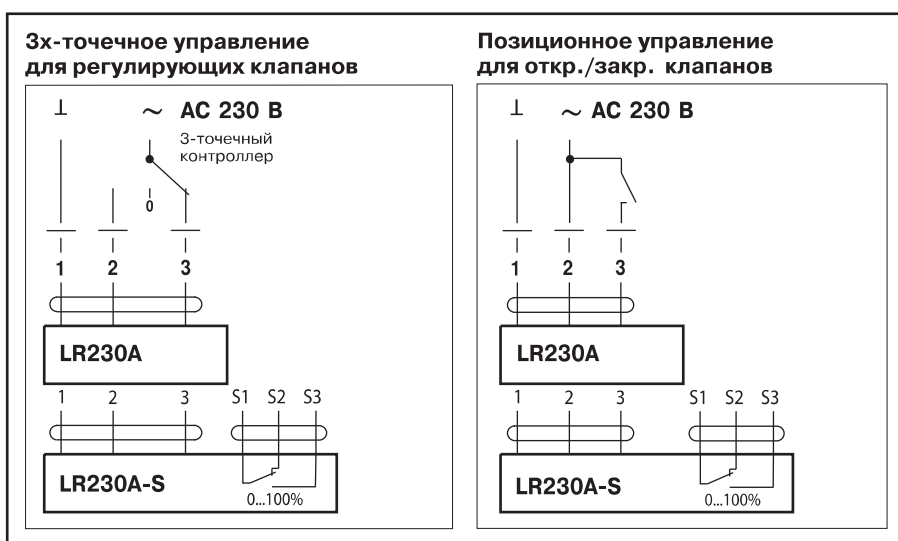 3х-точечное управление
для регулирующих клапанов
⊥ ~ AC 230 В
3-точечный
контроллер
0
1 2 3
LR230A
1 2 3 S1 S2 S3
LR230A-S
0...100%
Позиционное управление
для откр./закр. клапанов
⊥ ~ AC 230 В
1 2 3
LR230A
1 2 3 S1 S2 S3
LR230A-S
0...100%